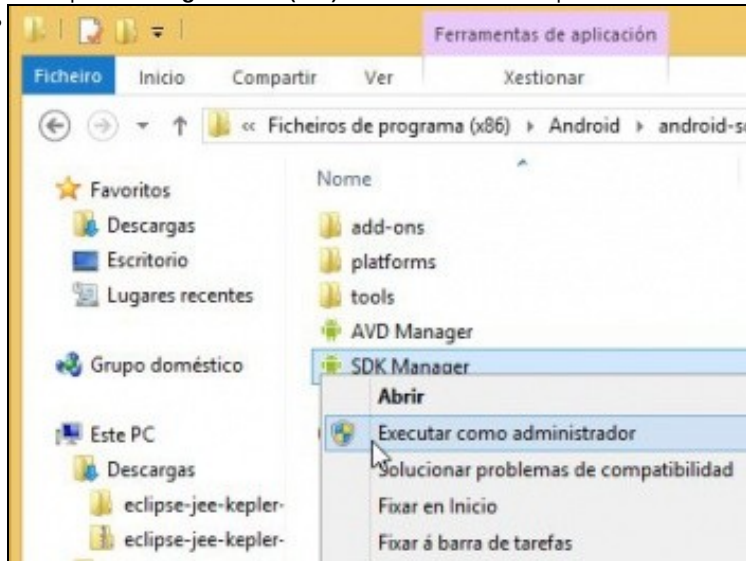 Ferramentas de aplicación
Ficheiro Inicio Compartir Ver Xestionar
« Ficheiros de programa (x86) Android
Favoritos
Descargas
Escritorio
Lugares recentes
Grupo doméstico
Este PC
Descargas
eclipse-jee-kepler-
eclipse-jee-kepler-
Nome
add-ons
platforms
tools
AVD Manager
SDK Manager
Abrir
Executar como administrador
Solucionar problemas de compatibilidad
Fixar en Inicio
Fixar á barra de tarefas